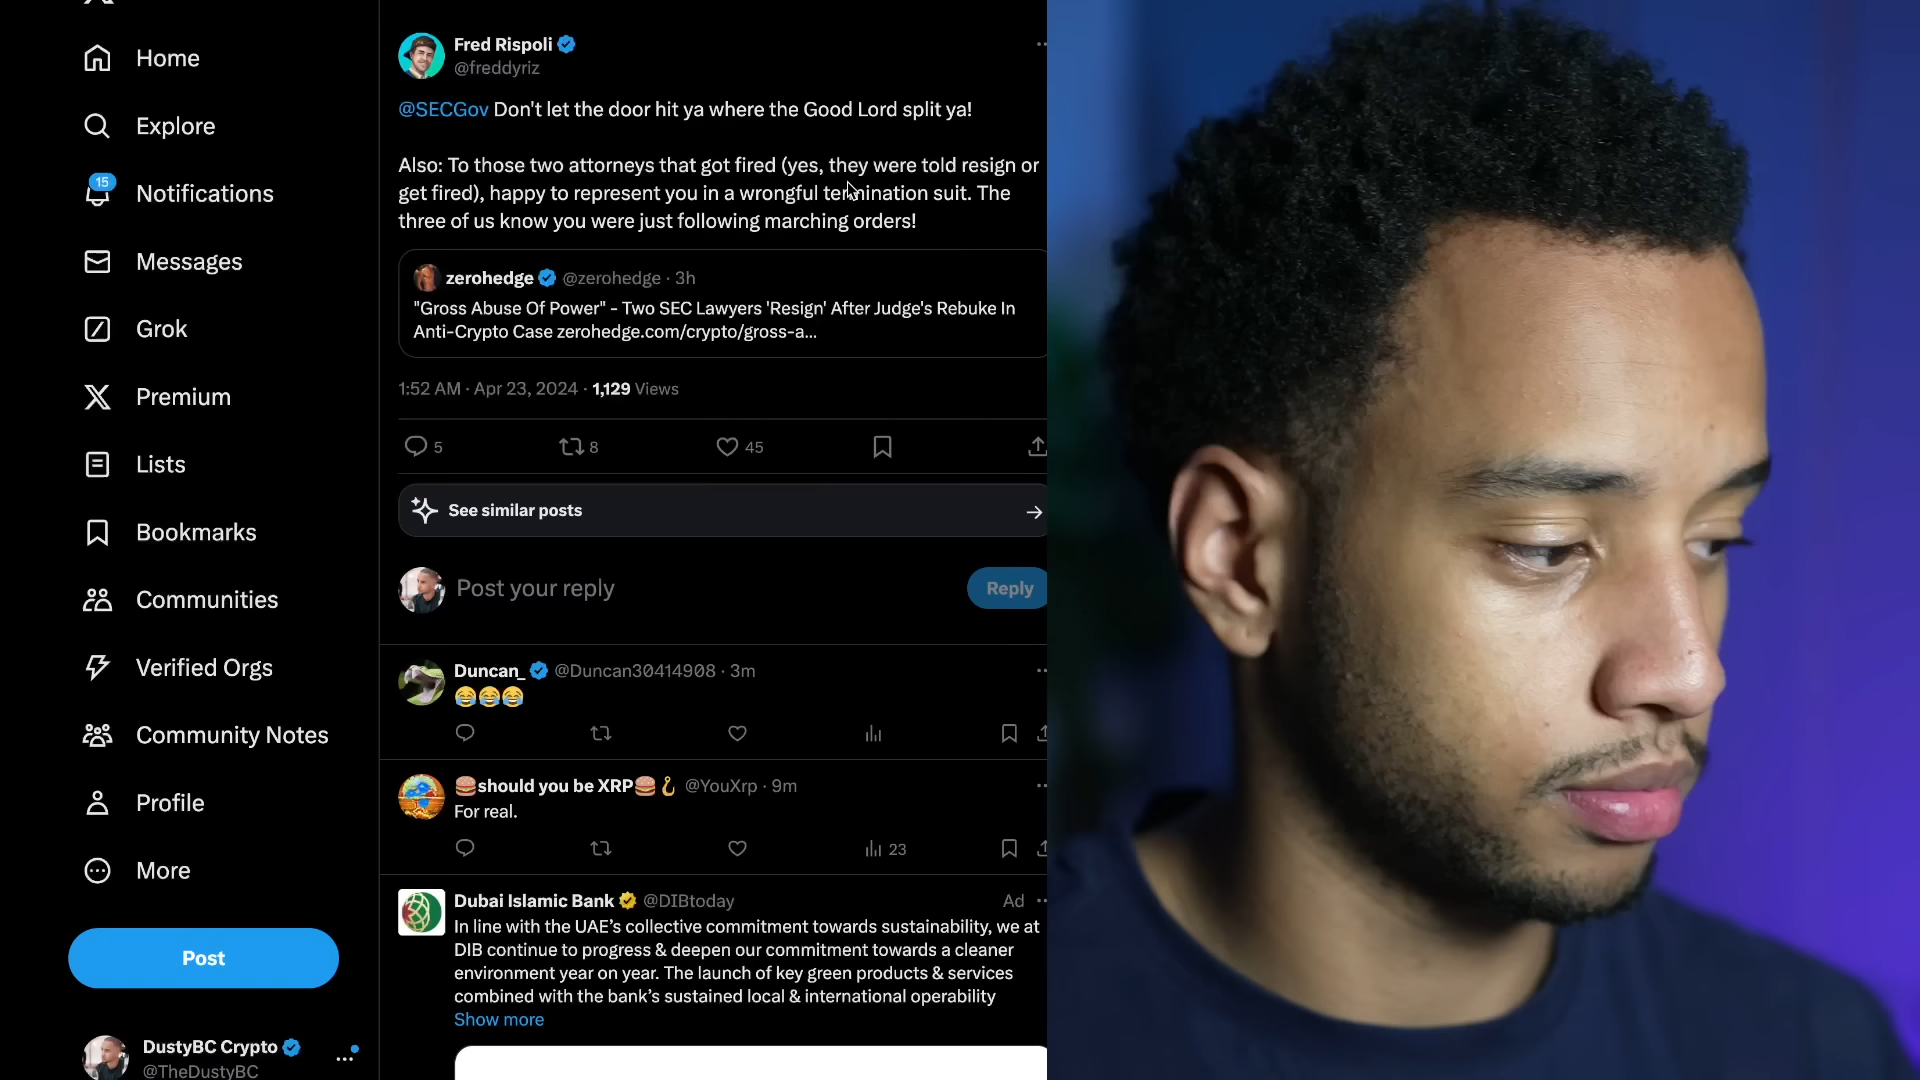 Home
Explore
15
Notifications
Messages
Grok
Premium
Lists
Bookmarks
Communities
Verified Orgs
Community Notes
Profile
More
Post
DustyBC Crypto
@TheDustyBC
Fred Rispoli
@freddyriz
@SECGov Don't let the door hit ya where the Good Lord split ya!
Also: To those two attorneys that got fired (yes, they were told resign or
get fired), happy to represent you in a wrongful termination suit. The
three of us know you were just following marching orders!
zerohedge @zerohedge · 3h
"Gross Abuse Of Power" - Two SEC Lawyers 'Resign' After Judge's Rebuke In
Anti-Crypto Case zerohedge.com/crypto/gross-a...
1:52 AM · Apr 23, 2024 · 1,129 Views
5 8 45
See similar posts
Post your reply
Reply
Duncan_ @Duncan30414908 · 3m
😂😂😂
🍔should you be XRP🍔🪝 @YouXrp · 9m
For real.
23
Dubai Islamic Bank @DIBtoday Ad
In line with the UAE’s collective commitment towards sustainability, we at
DIB continue to progress & deepen our commitment towards a cleaner
environment year on year. The launch of key green products & services
combined with the bank’s sustained local & international operability
Show more